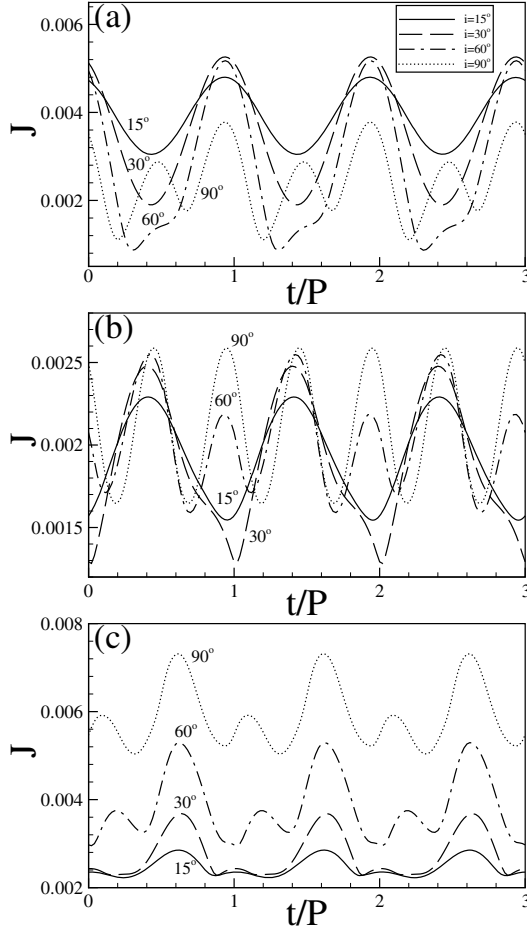 (a)
i=15°
i=30°
i=60°
i=90°
0.006
0.004
0.002
J
15°
30°
60°
90°
0 1 2 3
t/P
(b)
90°
0.0025
60°
0.002
J
15°
0.0015
30°
0 1 2 3
t/P
(c)
0.008
90°
0.006
60°
J
0.004
30°
15°
0.002
0 1 2 3
t/P